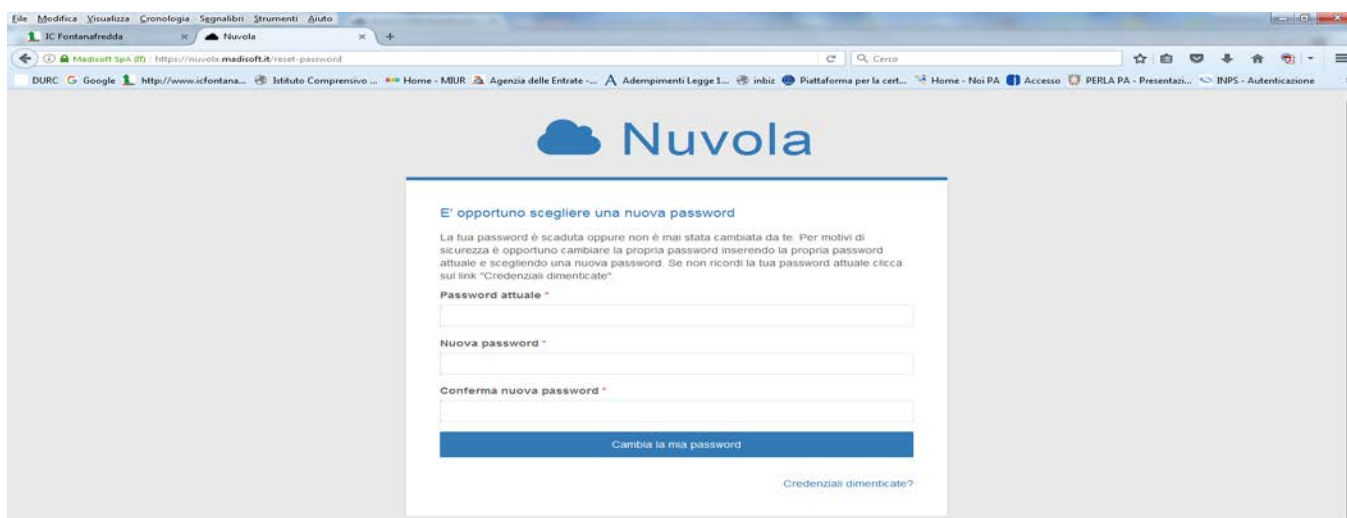 File Modifica Visualizza Cronologia Segnalibri Strumenti Aiuto
IC Fontanafredda × Nuvola × +
Madisoft SpA (IT) https://nuvola.madisoft.it/reset-password Cerca
DURC Google http://www.icfontana... Istituto Comprensivo ... Home - MIUR Agenzia delle Entrate -... Adempimenti Legge 1... inbiz Piattaforma per la cert... Home - Noi PA Accesso PERLA PA - Presentazi... INPS - Autenticazione
Nuvola
E' opportuno scegliere una nuova password
La tua password è scaduta oppure non è mai stata cambiata da te. Per motivi di
sicurezza è opportuno cambiare la propria password inserendo la propria password
attuale e scegliendo una nuova password. Se non ricordi la tua password attuale clicca
sul link "Credenziali dimenticate"
Password attuale *
Nuova password *
Conferma nuova password *
Cambia la mia password
Credenziali dimenticate?